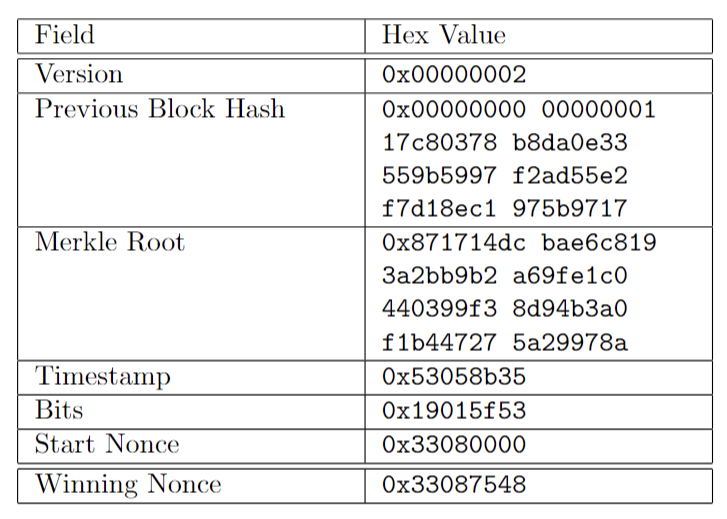 Field Hex Value
Version 0x00000002
Previous Block Hash 0x00000000 00000001
17c80378 b8da0e33
559b5997 f2ad55e2
f7d18ec1 975b9717
Merkle Root 0x871714dc bae6c819
3a2bb9b2 a69fe1c0
440399f3 8d94b3a0
f1b44727 5a29978a
Timestamp 0x53058b35
Bits 0x19015f53
Start Nonce 0x33080000
Winning Nonce 0x33087548